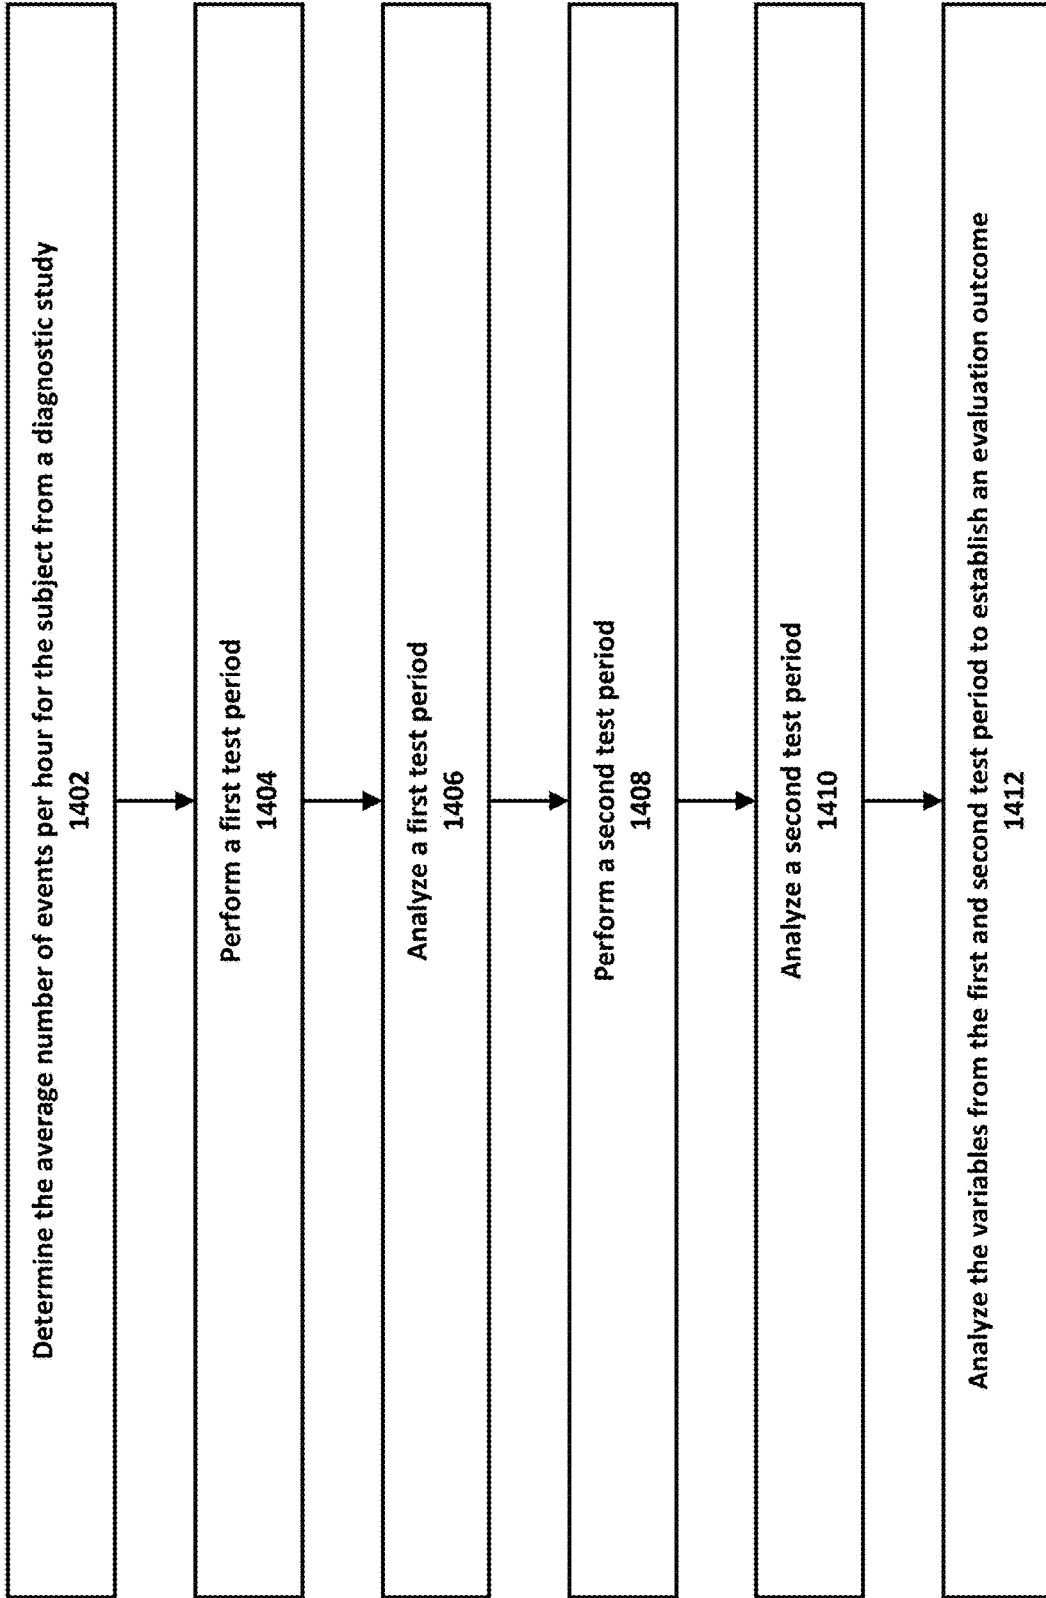 Determine the average number of events per hour for the subject from a diagnostic study
1402
Perform a first test period
1404
Analyze a first test period
1406
Perform a second test period
1408
Analyze a second test period
1410
Analyze the variables from the first and second test period to establish an evaluation outcome
1412